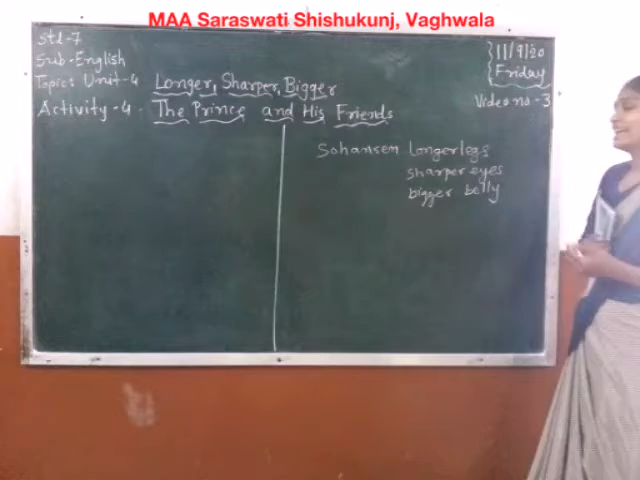 MAA Saraswati Shishukunj, Vaghwala
Std-7
Sub-English
Topic: Unit-4 Longer, Sharper, Bigger
Activity-4. The Prince and His Friends
11/9/20
Friday
Video no-3
Sohansen Longer legs
sharper eyes
bigger belly